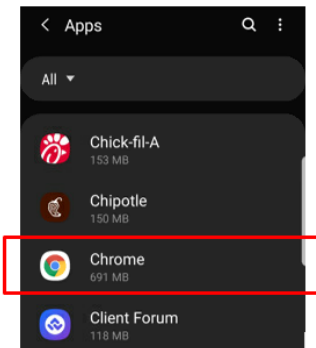 Apps
All
Chick-fil-A
153 MB
Chipotle
150 MB
Chrome
691 MB
Client Forum
118 MB